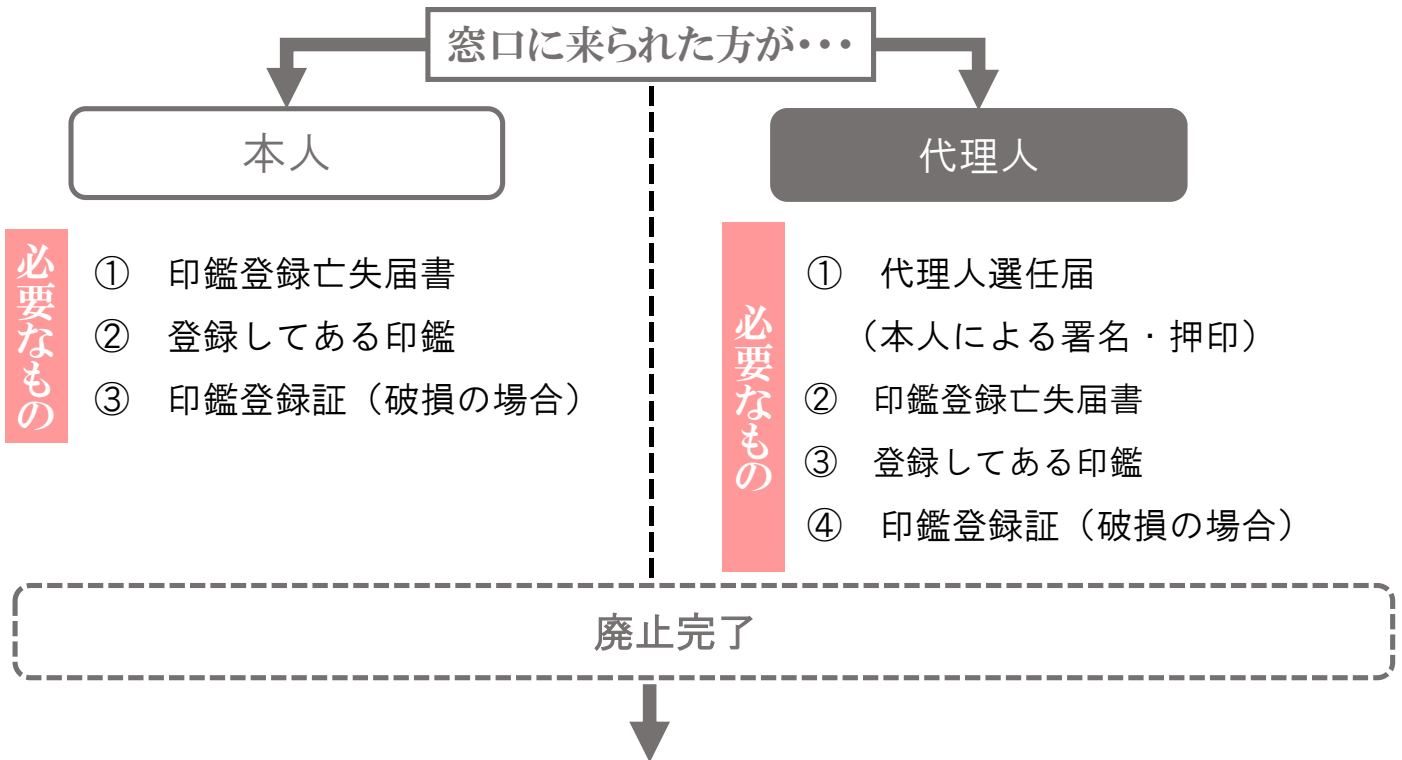 窓口に来られた方が・・・
本人
必要なもの
①　印鑑登録亡失届書
②　登録してある印鑑
③　印鑑登録証（破損の場合）
代理人
必要なもの
①　代理人選任届
（本人による署名・押印）
②　印鑑登録亡失届書
③　登録してある印鑑
④　印鑑登録証（破損の場合）
廃止完了